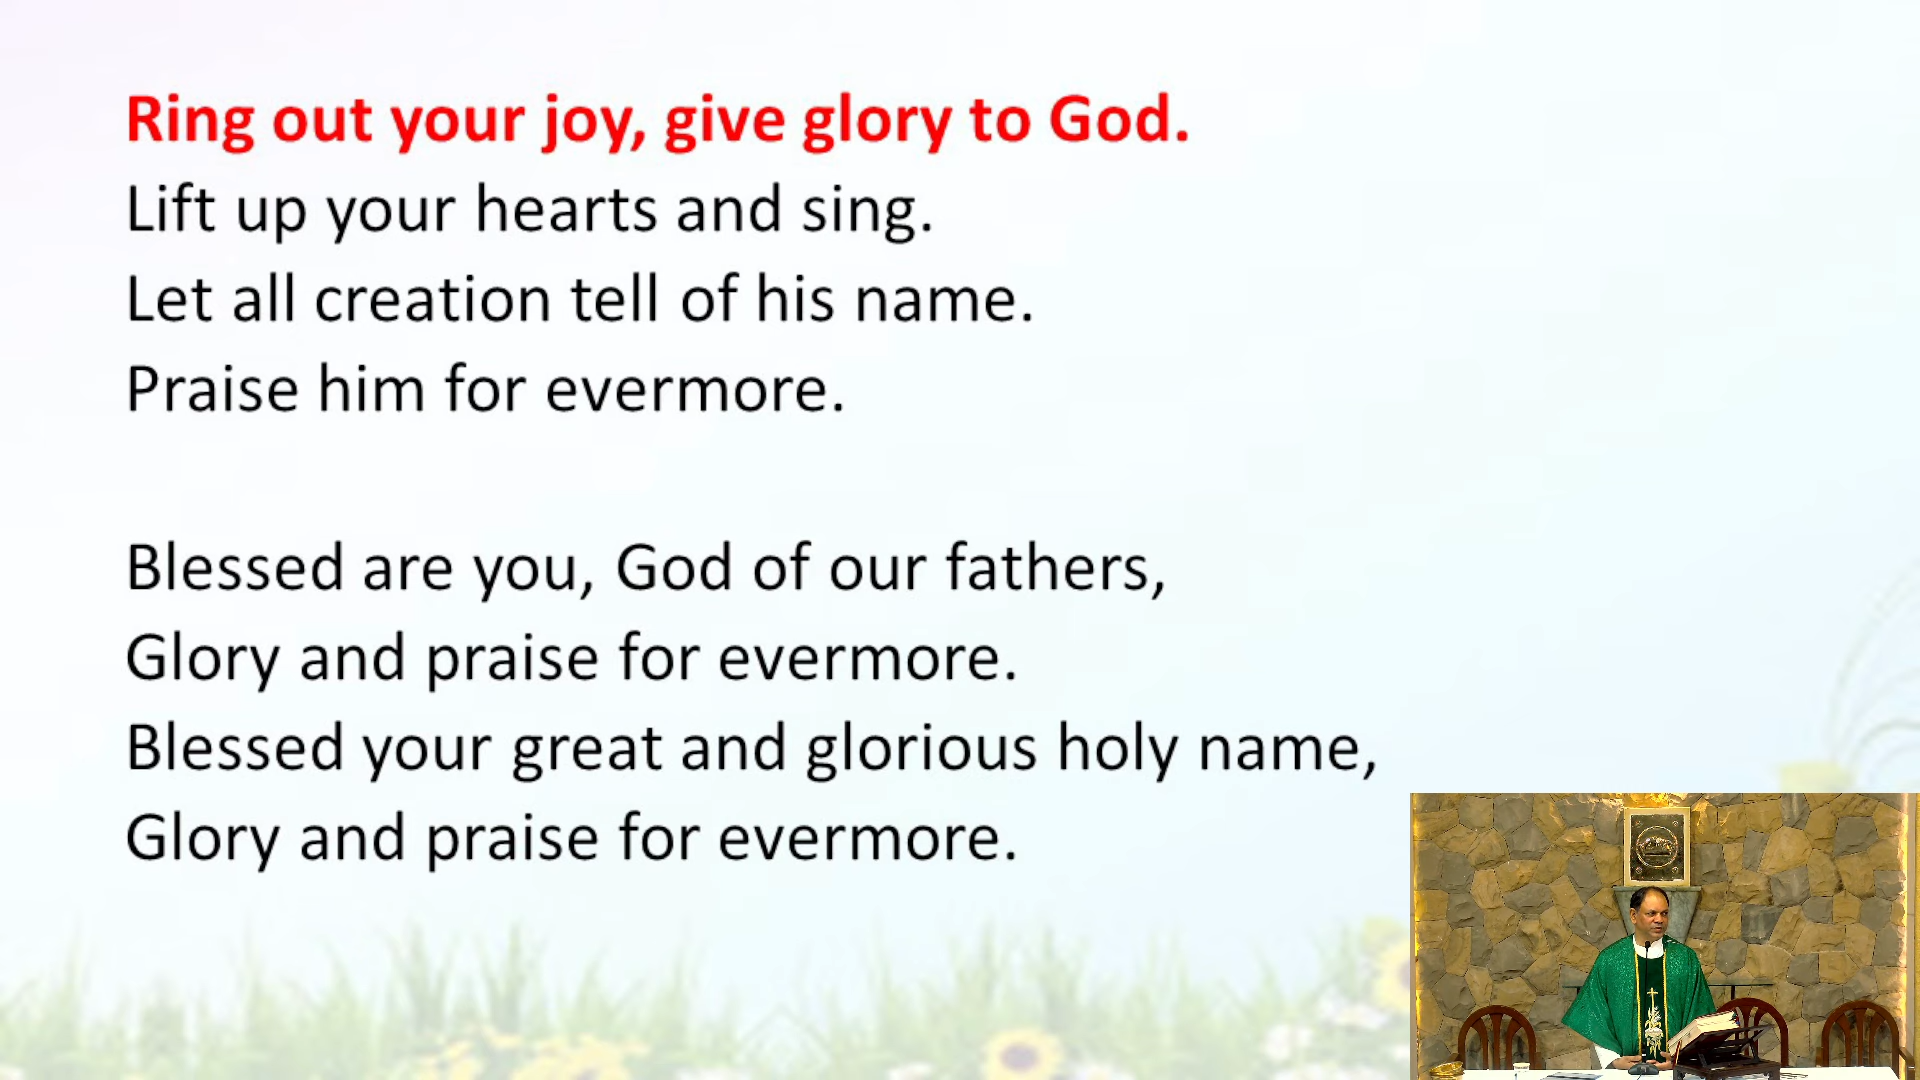 Ring out your joy, give glory to God.
Lift up your hearts and sing.
Let all creation tell of his name.
Praise him for evermore.
Blessed are you, God of our fathers,
Glory and praise for evermore.
Blessed your great and glorious holy name,
Glory and praise for evermore.